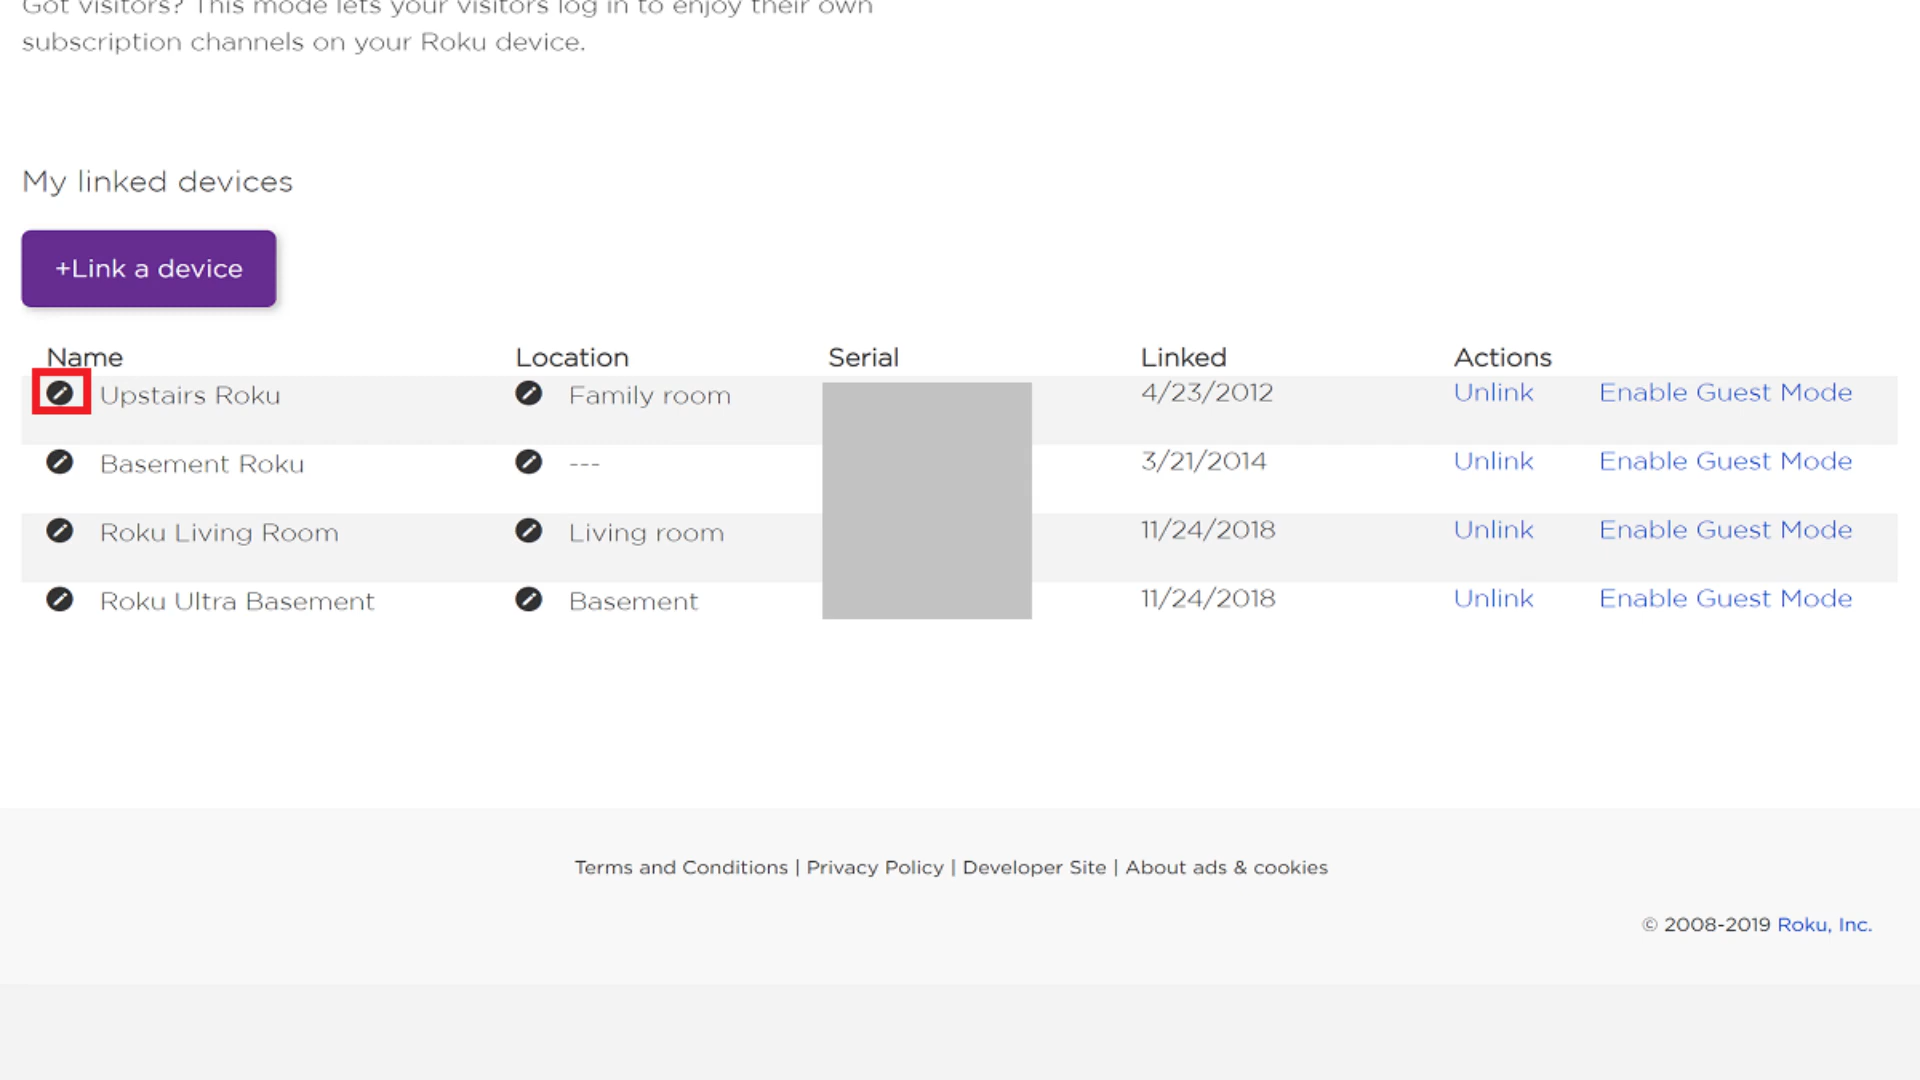 Got visitors? This mode lets your visitors log in to enjoy their own
subscription channels on your Roku device.
My linked devices
+Link a device
Name Location Serial Linked Actions
Upstairs Roku Family room 4/23/2012 Unlink Enable Guest Mode
Basement Roku --- 3/21/2014 Unlink Enable Guest Mode
Roku Living Room Living room 11/24/2018 Unlink Enable Guest Mode
Roku Ultra Basement Basement 11/24/2018 Unlink Enable Guest Mode
Terms and Conditions | Privacy Policy | Developer Site | About ads & cookies
© 2008-2019 Roku, Inc.